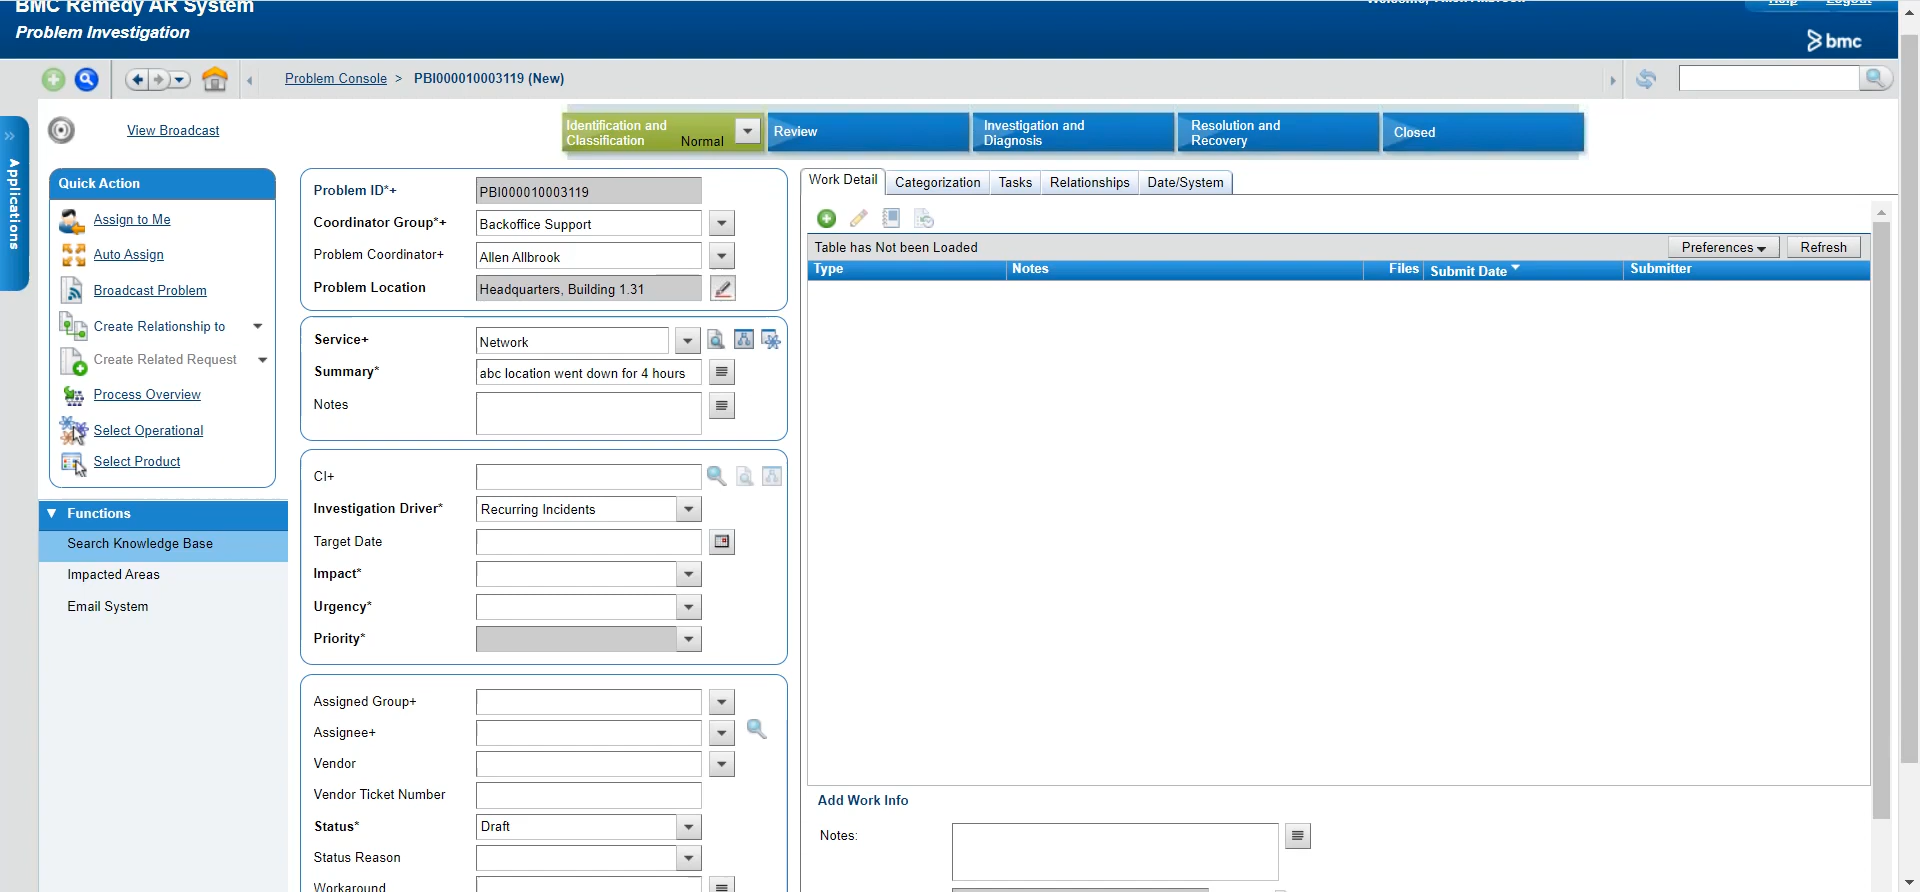 BMC Remedy AR System
Problem Investigation
Help
Logout
bmc
Problem Console > PBI000010003119 (New)
View Broadcast
Identification and Classification
Normal
Review
Investigation and Diagnosis
Resolution and Recovery
Closed
Applications
Quick Action
Assign to Me
Auto Assign
Broadcast Problem
Create Relationship to
Create Related Request
Process Overview
Select Operational
Select Product
Functions
Search Knowledge Base
Impacted Areas
Email System
Problem ID*+ PBI000010003119
Coordinator Group*+ Backoffice Support
Problem Coordinator+ Allen Allbrook
Problem Location Headquarters, Building 1.31
Service+ Network
Summary* abc location went down for 4 hours
Notes
CI+
Investigation Driver* Recurring Incidents
Target Date
Impact*
Urgency*
Priority*
Assigned Group+
Assignee+
Vendor
Vendor Ticket Number
Status* Draft
Status Reason
Workaround
Work Detail Categorization Tasks Relationships Date/System
Table has Not been Loaded Preferences Refresh
Type Notes Files Submit Date Submitter
Add Work Info
Notes: